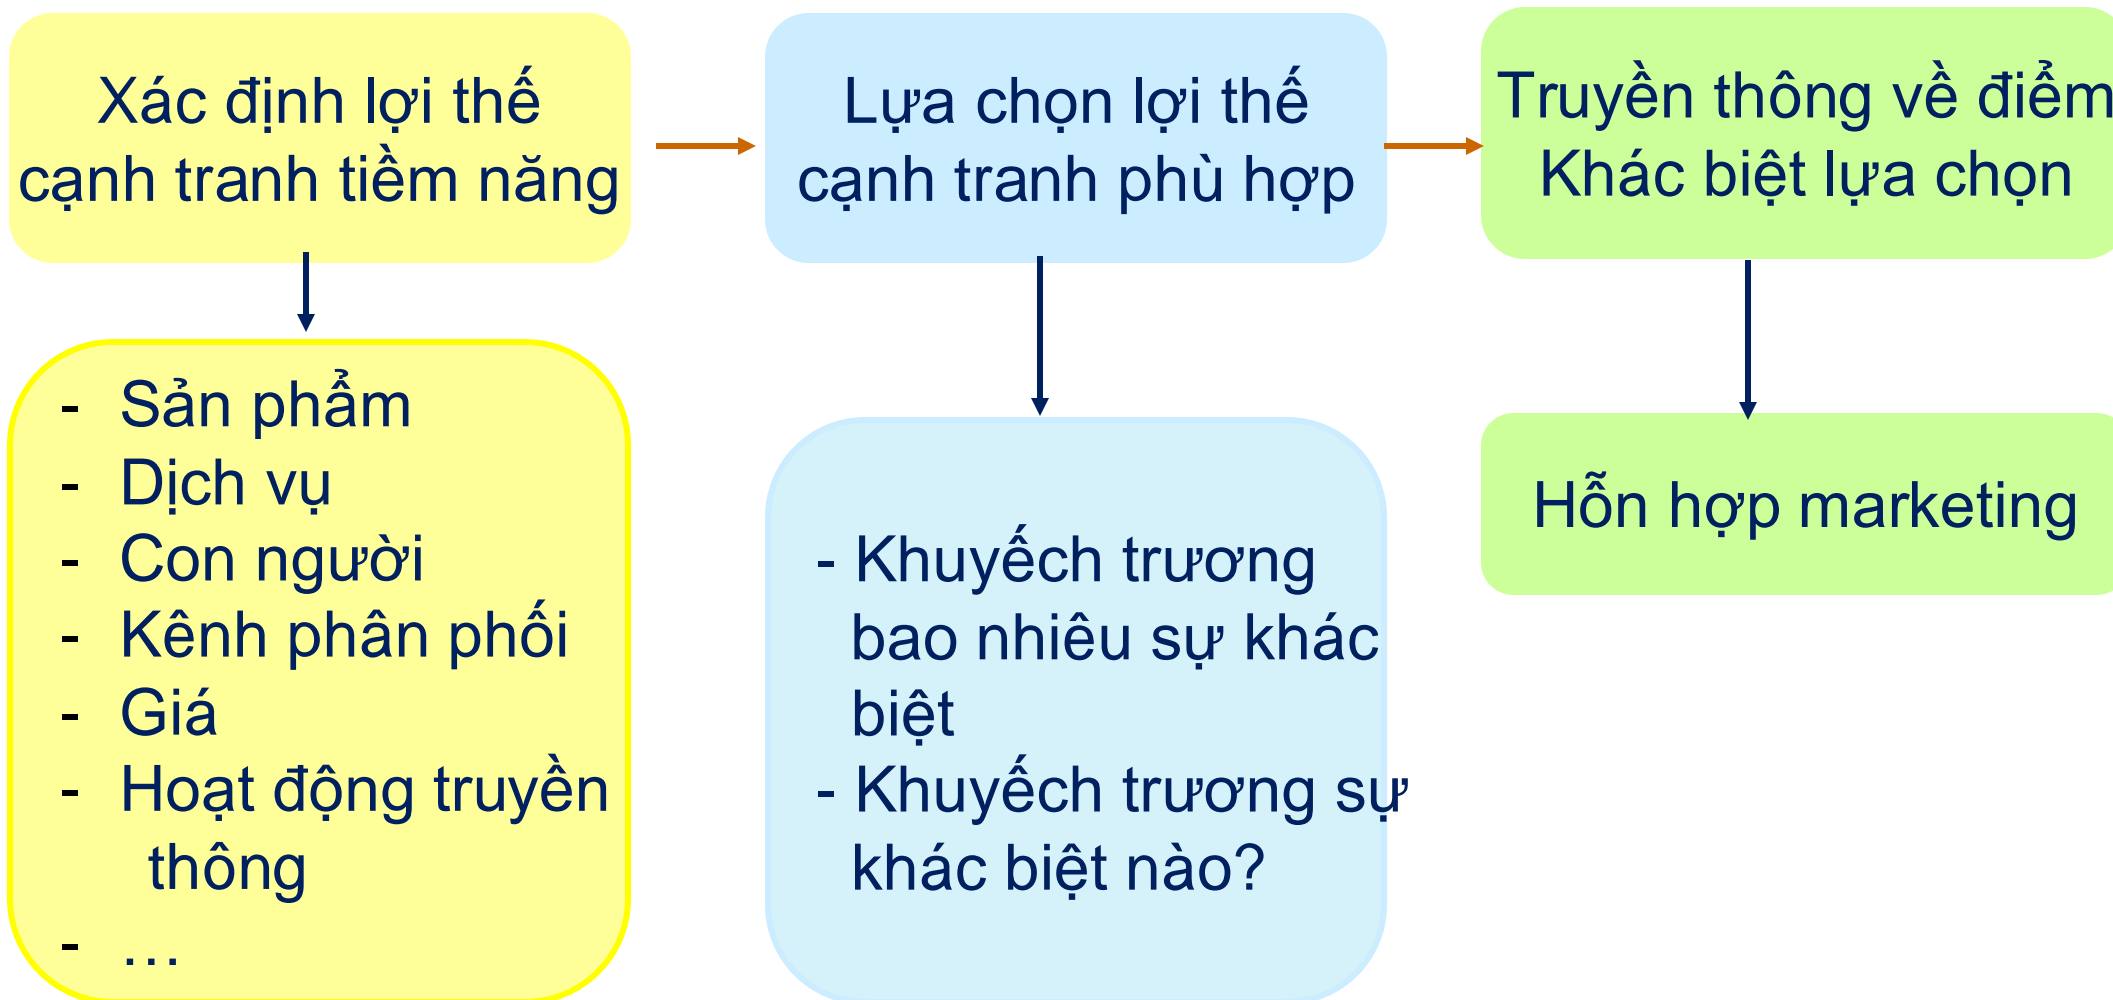 Xác định lợi thế
cạnh tranh tiềm năng
Lựa chọn lợi thế
cạnh tranh phù hợp
Truyền thông về điểm
Khác biệt lựa chọn
- Sản phẩm
- Dịch vụ
- Con người
- Kênh phân phối
- Giá
- Hoạt động truyền
thông
- …
- Khuyếch trương
bao nhiêu sự khác
biệt
- Khuyếch trương sự
khác biệt nào?
Hỗn hợp marketing